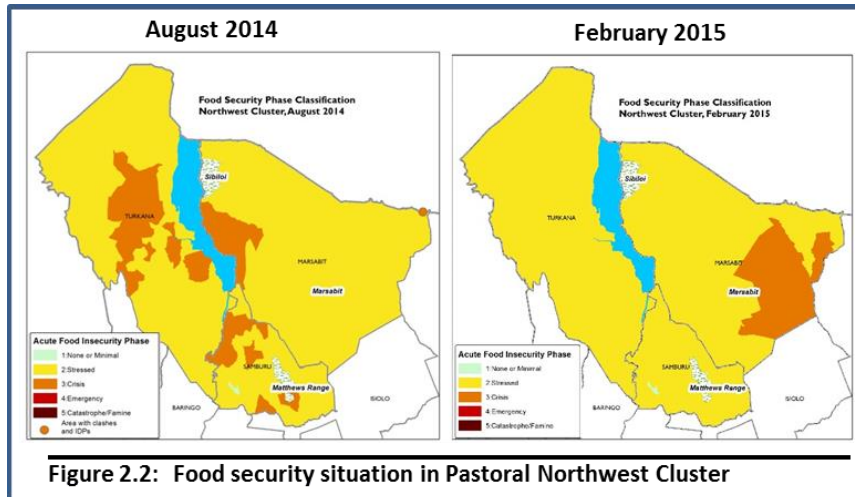 August 2014
Food Security Phase Classification
Northwest Cluster, August 2014
Sibiloi
TURKANA
MARSABIT
Marsabit
SAMBURU
Matthews Range
BARINGO
SIOLO
Acute Food Insecurity Phase
1:None or Minimal
2:Stressed
3:Crisis
4:Emergency
5:Catastrophe/Famine
Area with clashes
and IDPs
February 2015
Food Security Phase Classification
Northwest Cluster, February 2015
Sibiloi
TURKANA
MARSABIT
Marsabit
SAMBURU
Matthews Range
BARINGO
SIOLO
Acute Food Insecurity Phase
1:None or Minimal
2:Stressed
3:Crisis
4:Emergency
5:Catastrophe/Famine
Figure 2.2: Food security situation in Pastoral Northwest Cluster